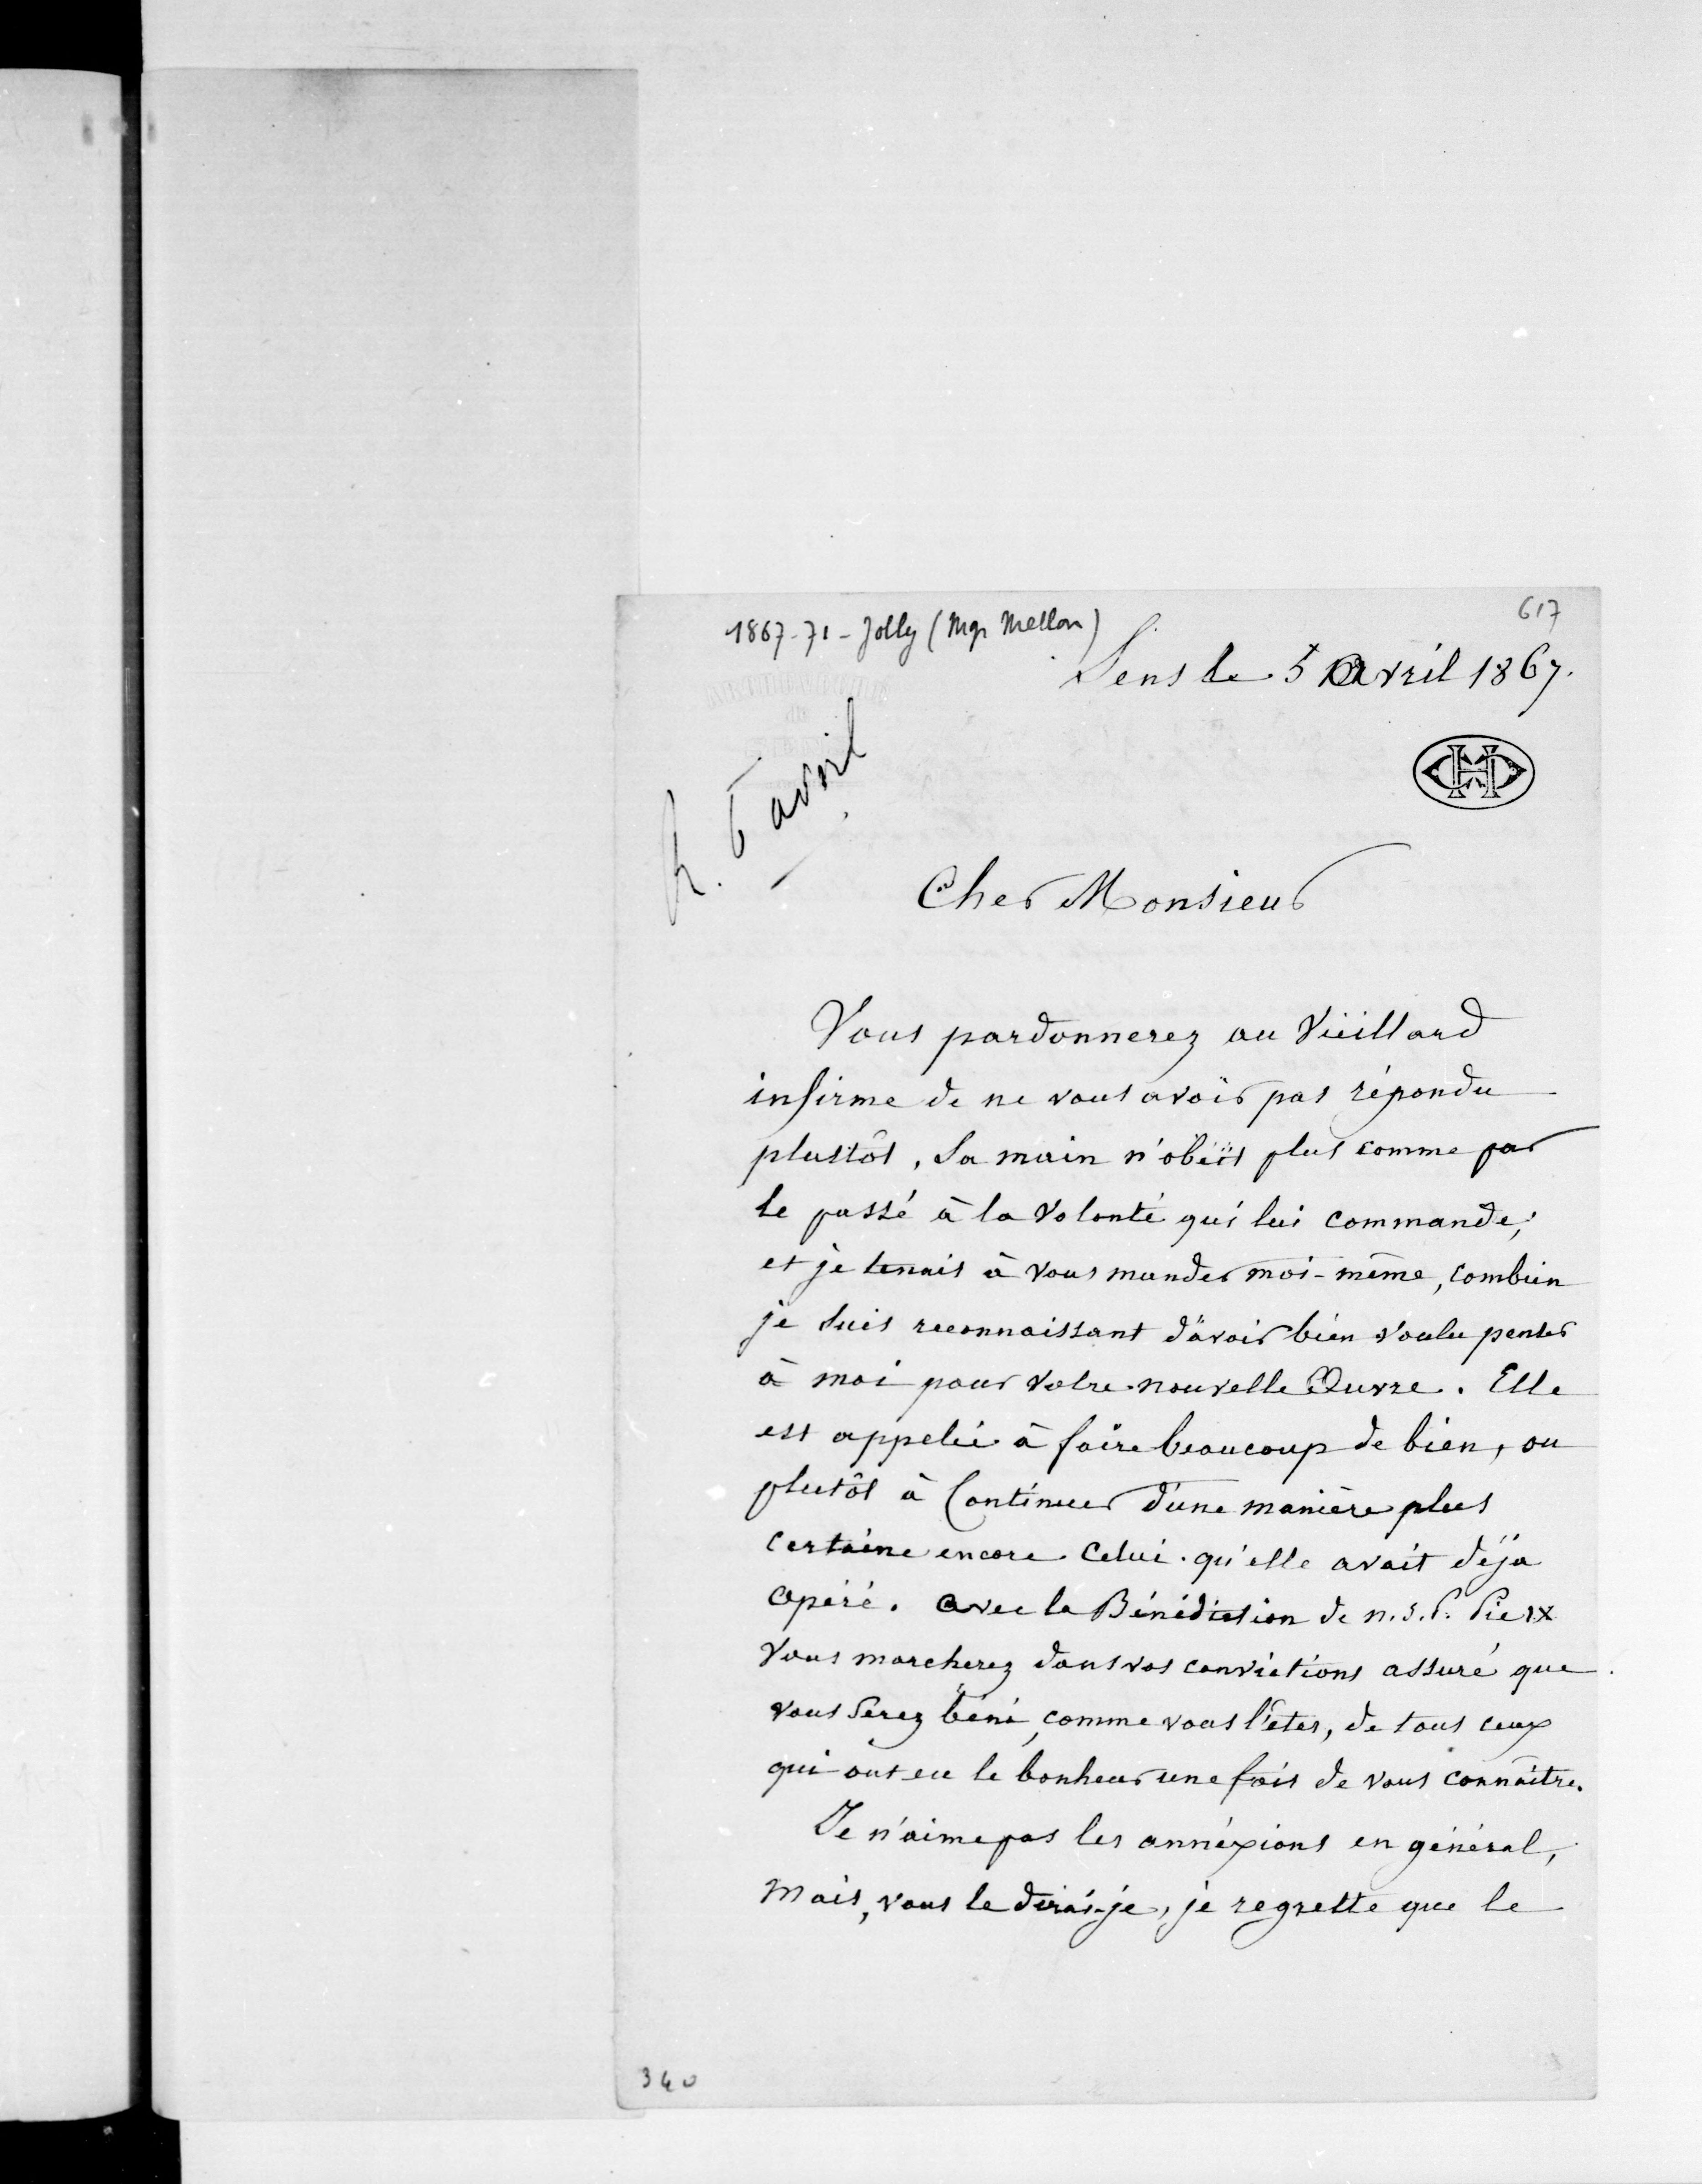 617
1867-71 - Jolly (Mgr Mellon)
Sens le 5 Avril 1867.
R. 6 avril
Cher Monsieur
Vous pardonnerez au Vieillard
infirme de ne vous avoir pas répondu
plustôt. Sa main n'obéït plus comme par
le passé à la Volonté qui lui commande;
et je tenais à vous mander moi-même, combien
je suis reconnaissant d'avoir bien voulu penser
à moi pour votre nouvelle Œuvre. Elle
est appelée à faire beaucoup de bien, ou
plutôt à Continuer d'une manière plus
certaine encore celui qu'elle avait déjà
opéré. Avec la Bénédiction de N. S. P. Pie IX
Vous marcherez dans vos convictions assuré que
vous serez béni, comme vous l'êtes, de tous ceux
qui ont eu le bonheur une fois de vous connaître.
Je n'aime pas les annéxions en général,
Mais, vous le dirai-je, je regrette que le
340